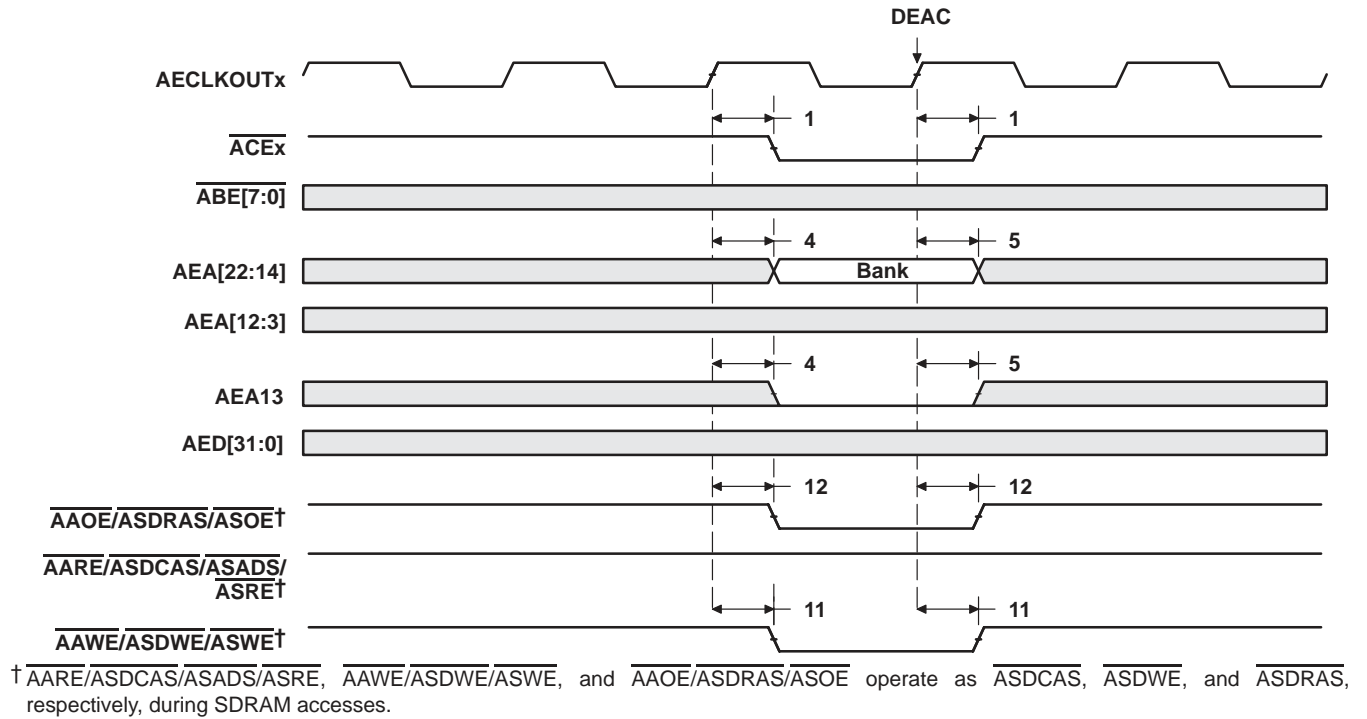 DEAC
AECLKOUTx
1 1
ACEx
ABE[7:0]
4 5
AEA[22:14] Bank
AEA[12:3]
4 5
AEA13
AED[31:0]
12 12
AAOE/ASDRAS/ASOE†
AARE/ASDCAS/ASADS/
ASRE†
11 11
AAWE/ASDWE/ASWE†
† AARE/ASDCAS/ASADS/ASRE, AAWE/ASDWE/ASWE, and AAOE/ASDRAS/ASOE operate as ASDCAS, ASDWE, and ASDRAS,
respectively, during SDRAM accesses.